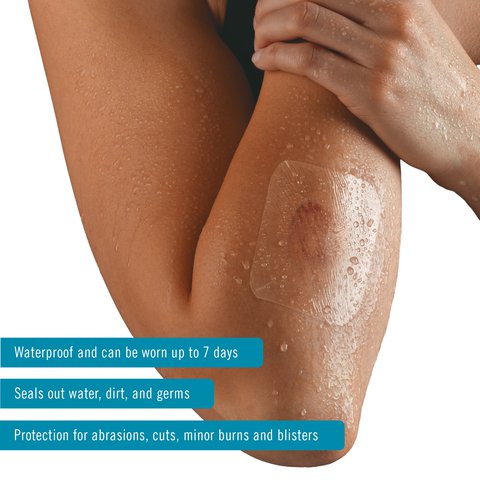 Waterproof and can be worn up to 7 days
Seals out water, dirt, and germs
Protection for abrasions, cuts, minor burns and blisters